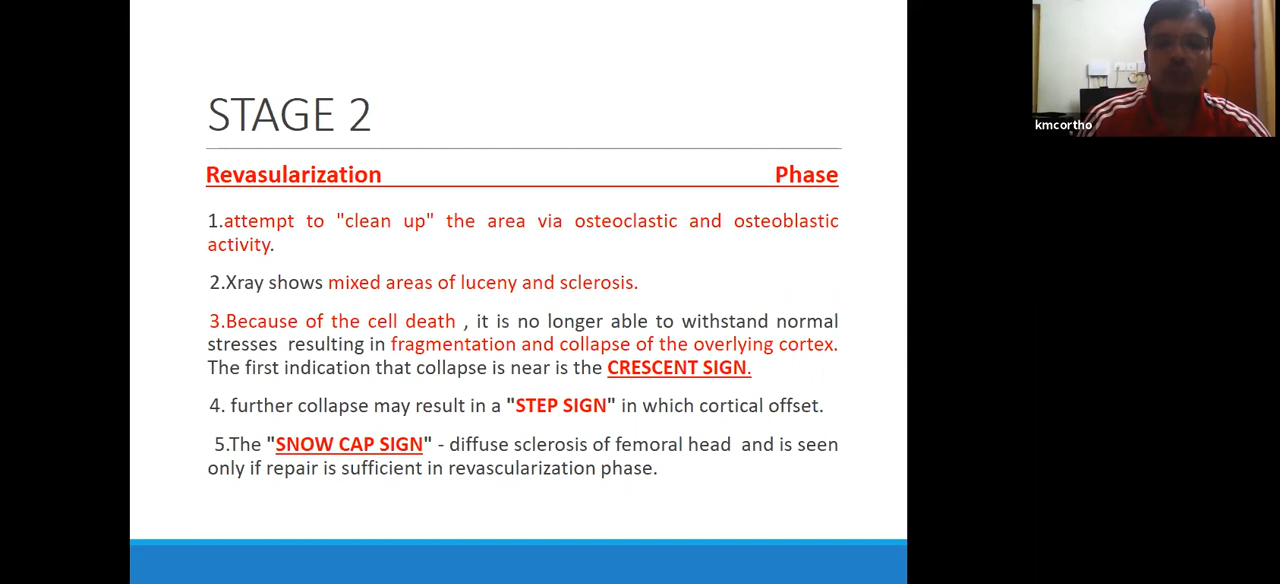 STAGE 2
Revasularization Phase
1.attempt to "clean up" the area via osteoclastic and osteoblastic
activity.
2.Xray shows mixed areas of luceny and sclerosis.
3.Because of the cell death , it is no longer able to withstand normal
stresses resulting in fragmentation and collapse of the overlying cortex.
The first indication that collapse is near is the CRESCENT SIGN.
4. further collapse may result in a "STEP SIGN" in which cortical offset.
5.The "SNOW CAP SIGN" - diffuse sclerosis of femoral head and is seen
only if repair is sufficient in revascularization phase.
kmcortho